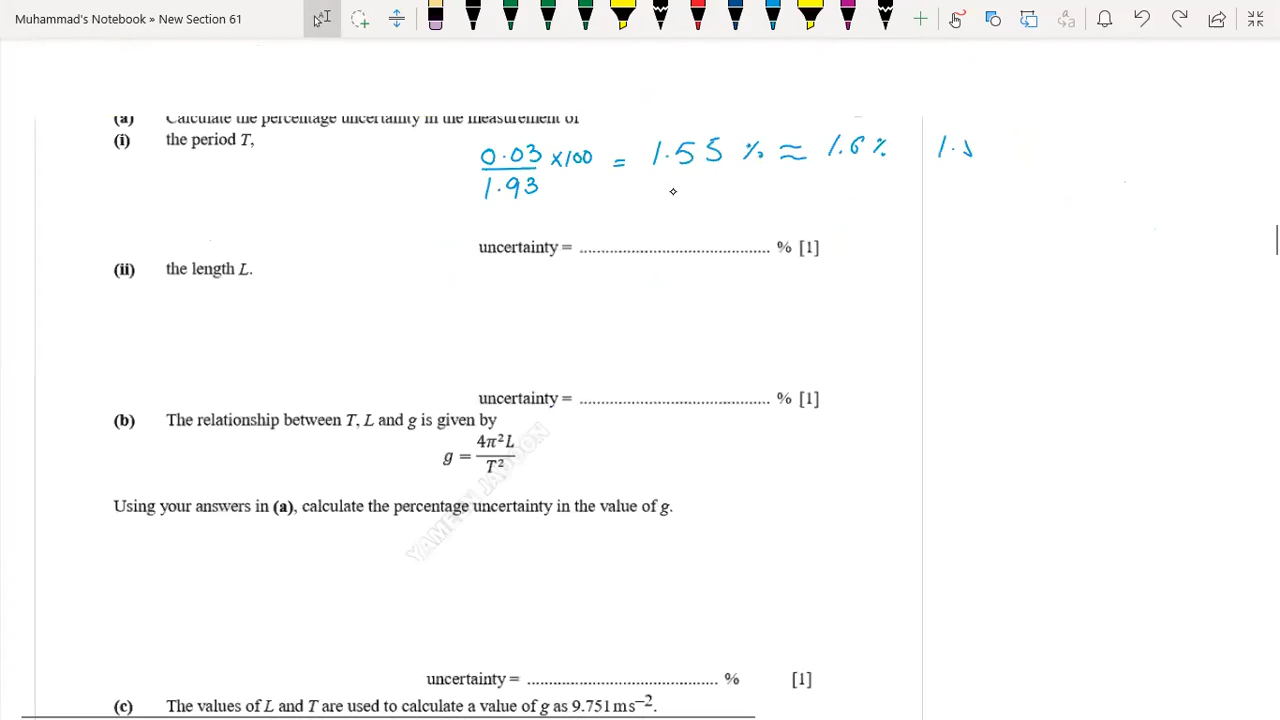 Muhammad's Notebook » New Section 61
(a) Calculate the percentage uncertainty in the measurement of
(i) the period T,
0.03 ×100 = 1.55 % ≈ 1.6%
1.93
uncertainty = ........................................ % [1]
(ii) the length L.
uncertainty = ........................................ % [1]
(b) The relationship between T, L and g is given by
g = 4π²L / T²
YAMEEN JADOON
Using your answers in (a), calculate the percentage uncertainty in the value of g.
uncertainty = ........................................ % [1]
(c) The values of L and T are used to calculate a value of g as 9.751 ms⁻².